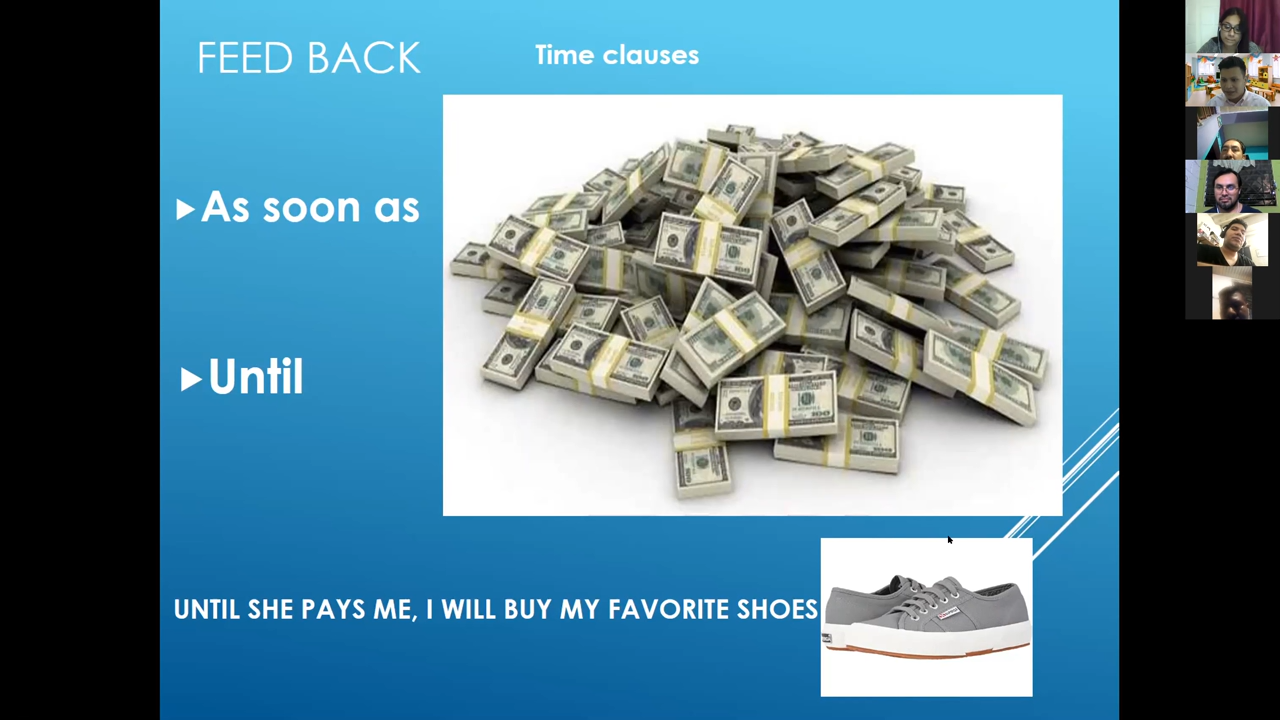 FEED BACK
Time clauses
As soon as
Until
UNTIL SHE PAYS ME, I WILL BUY MY FAVORITE SHOES